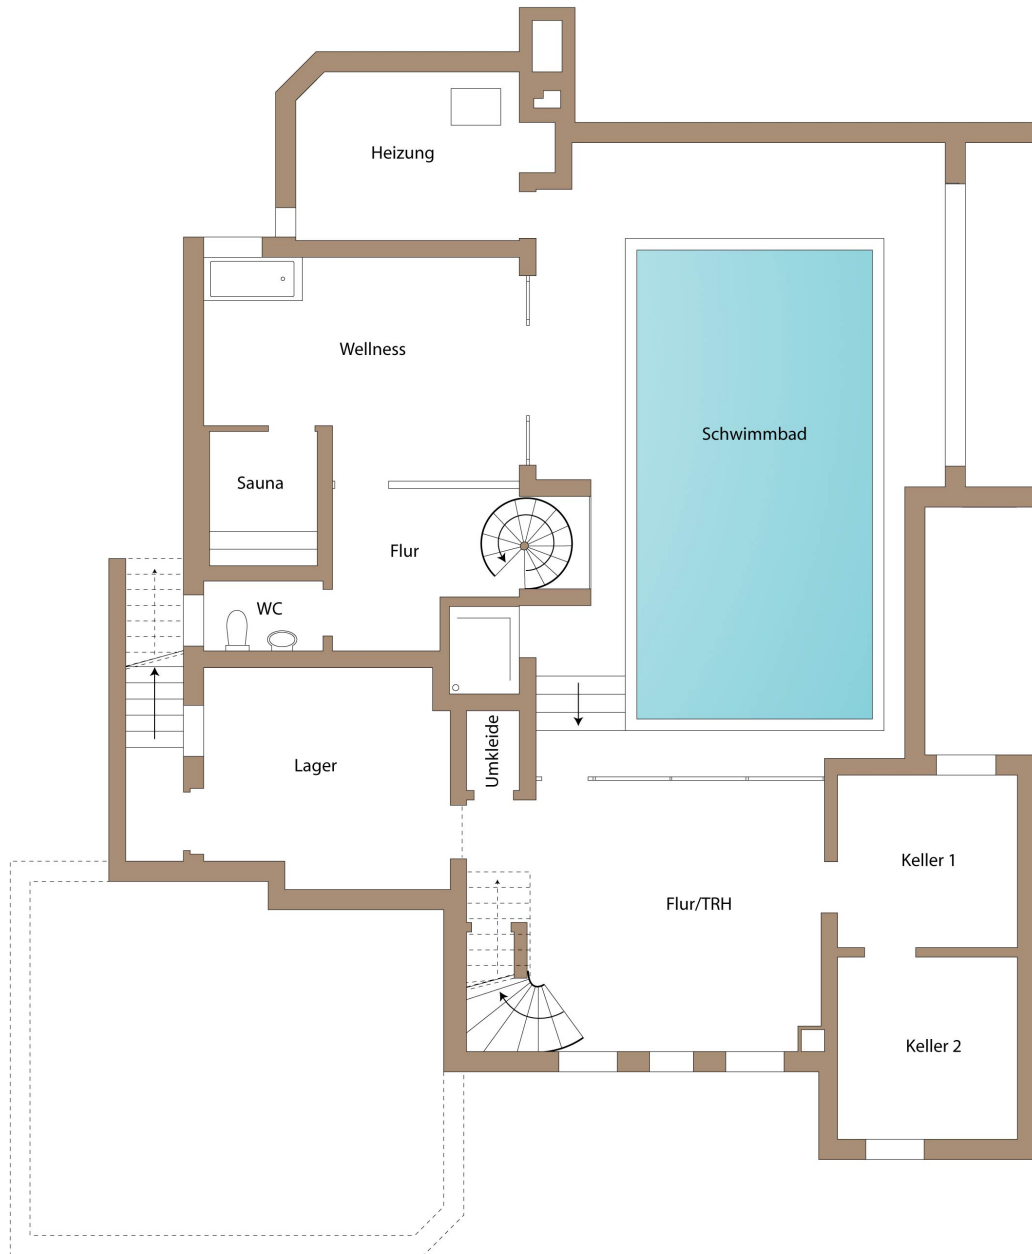 Heizung
Wellness
Schwimmbad
Sauna
Flur
WC
Umkleide
Lager
Keller 1
Flur/TRH
Keller 2